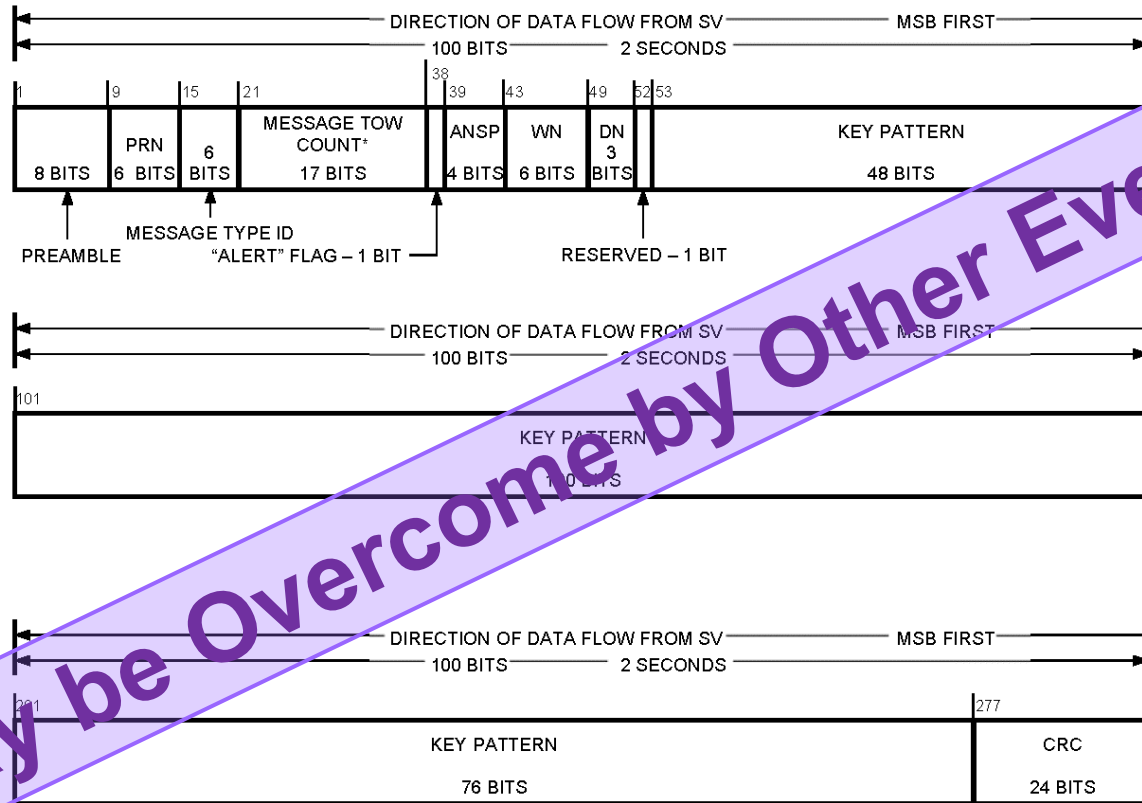 DIRECTION OF DATA FLOW FROM SV MSB FIRST
100 BITS 2 SECONDS
1 9 15 21 38 39 43 49 52 53
PRN
6 BITS
MESSAGE TOW
COUNT*
17 BITS
ANSP
4 BITS
WN
6 BITS
DN
3
BITS
KEY PATTERN
48 BITS
8 BITS
6
BITS
PREAMBLE
MESSAGE TYPE ID
"ALERT" FLAG – 1 BIT
RESERVED – 1 BIT
DIRECTION OF DATA FLOW FROM SV MSB FIRST
100 BITS 2 SECONDS
101
KEY PATTERN
100 BITS
DIRECTION OF DATA FLOW FROM SV MSB FIRST
100 BITS 2 SECONDS
201 277
KEY PATTERN
76 BITS
CRC
24 BITS
be Overcome by Other